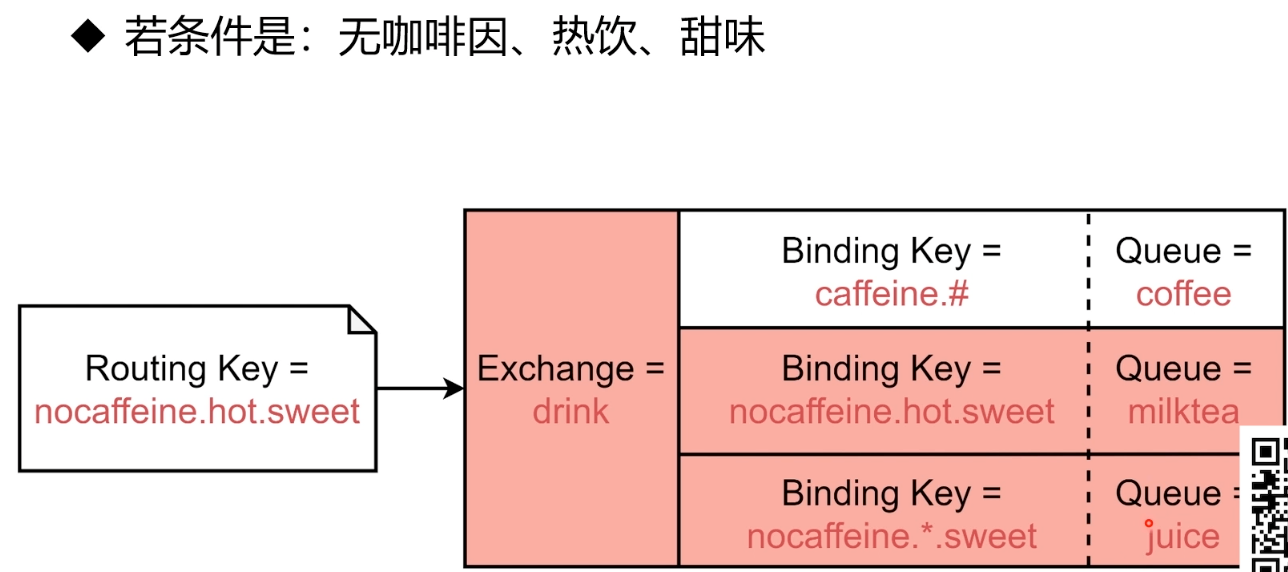 若条件是：无咖啡因、热饮、甜味
Routing Key =
nocaffeine.hot.sweet
Exchange =
drink
Binding Key =
caffeine.#
Queue =
coffee
Binding Key =
nocaffeine.hot.sweet
Queue =
milktea
Binding Key =
nocaffeine.*.sweet
Queue =
juice